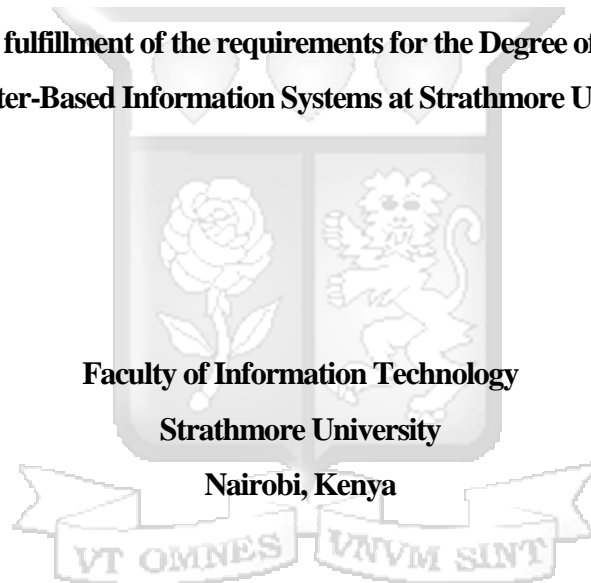 fulfillment of the requirements for the Degree of
ter-Based Information Systems at Strathmore U
Faculty of Information Technology
Strathmore University
Nairobi, Kenya
VT OMNES VNVM SINT